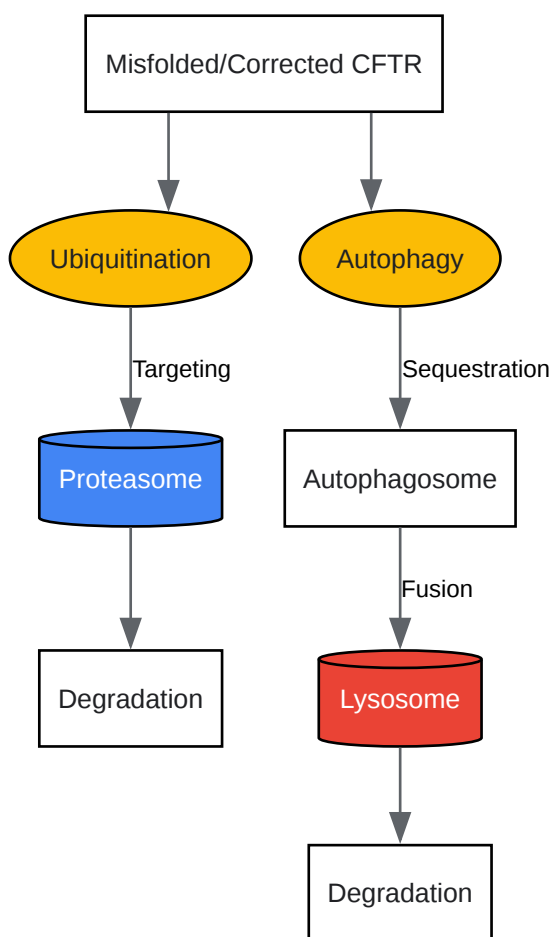 Misfolded/Corrected CFTR
Ubiquitination
Autophagy
Targeting
Sequestration
Proteasome
Autophagosome
Fusion
Degradation
Lysosome
Degradation